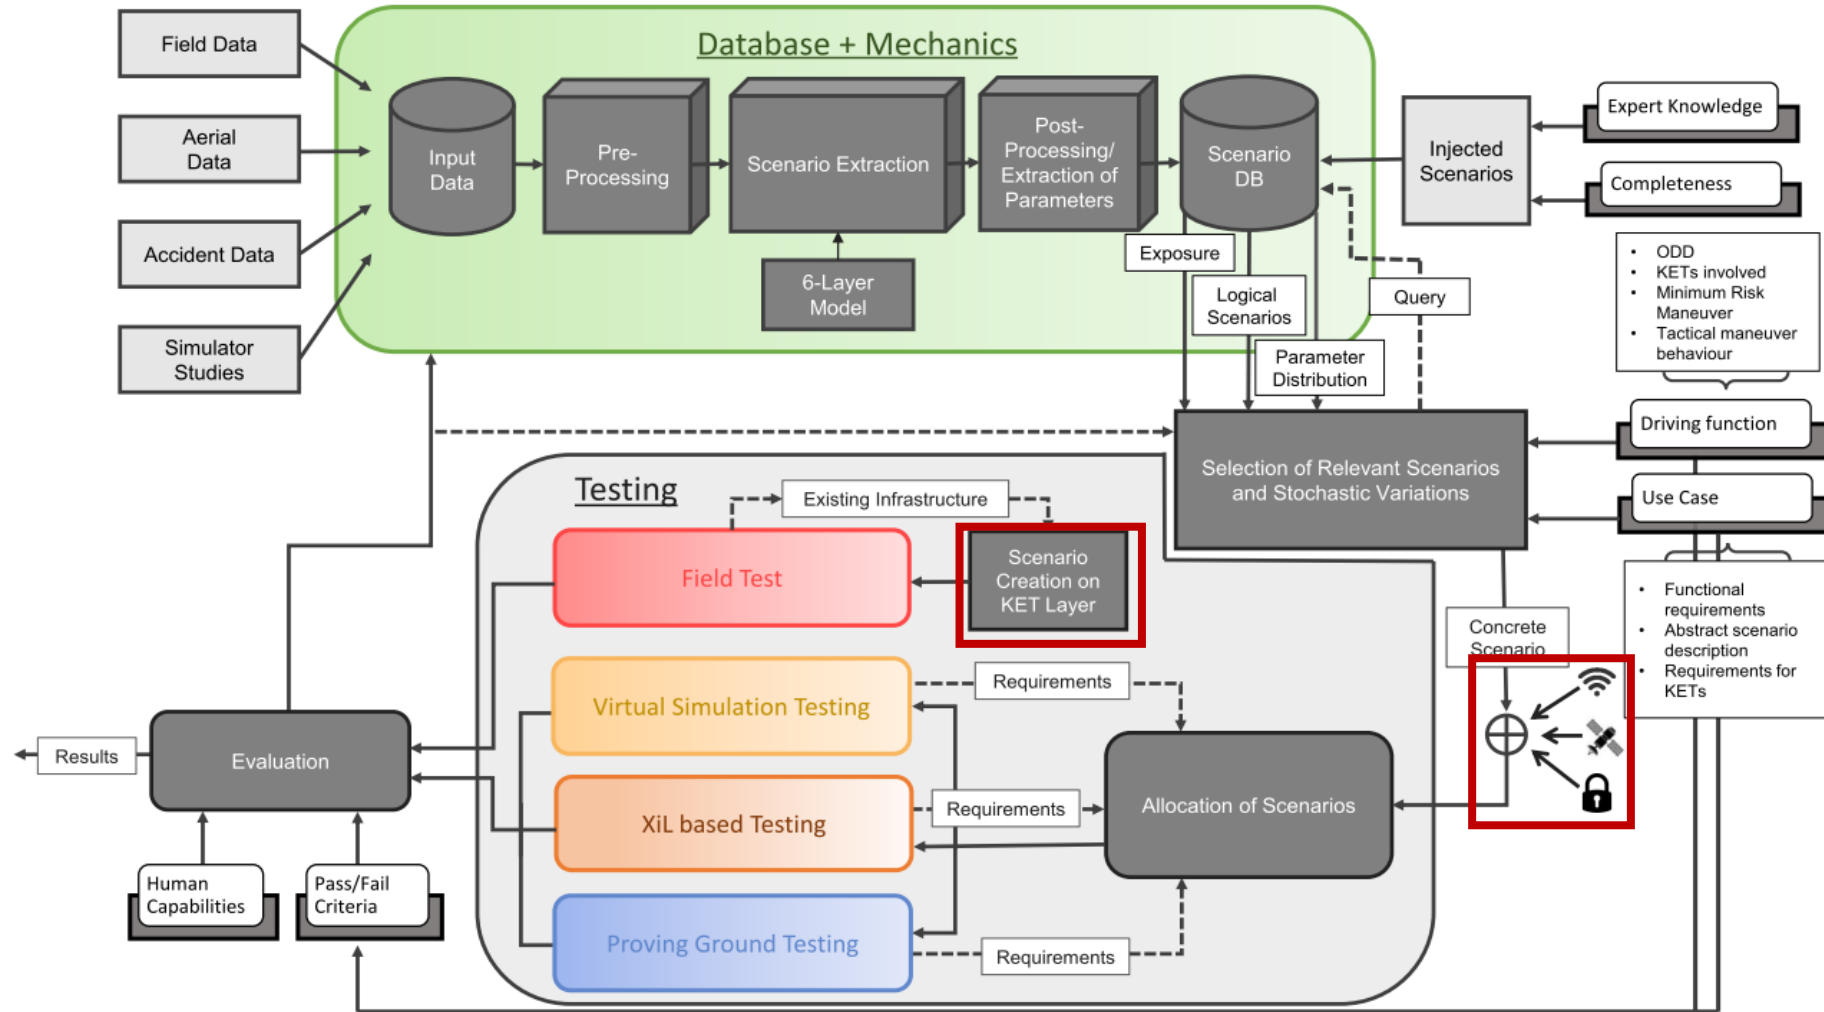 Database + Mechanics
Field Data
Aerial
Data
Accident Data
Simulator
Studies
Input
Data
Pre-
Processing
Scenario Extraction
6-Layer
Model
Post-
Processing/
Extraction of
Parameters
Scenario
DB
Injected
Scenarios
Expert Knowledge
Completeness
Exposure
Logical
Scenarios
Parameter
Distribution
Query
• ODD
• KETs involved
• Minimum Risk
Maneuver
• Tactical maneuver
behaviour
Driving function
Use Case
Selection of Relevant Scenarios
and Stochastic Variations
• Functional
requirements
• Abstract scenario
description
• Requirements for
KETs
Concrete
Scenario
Testing
Existing Infrastructure
Field Test
Scenario
Creation on
KET Layer
Virtual Simulation Testing
Requirements
XiL based Testing
Requirements
Allocation of Scenarios
Proving Ground Testing
Requirements
Evaluation
Results
Human
Capabilities
Pass/Fail
Criteria